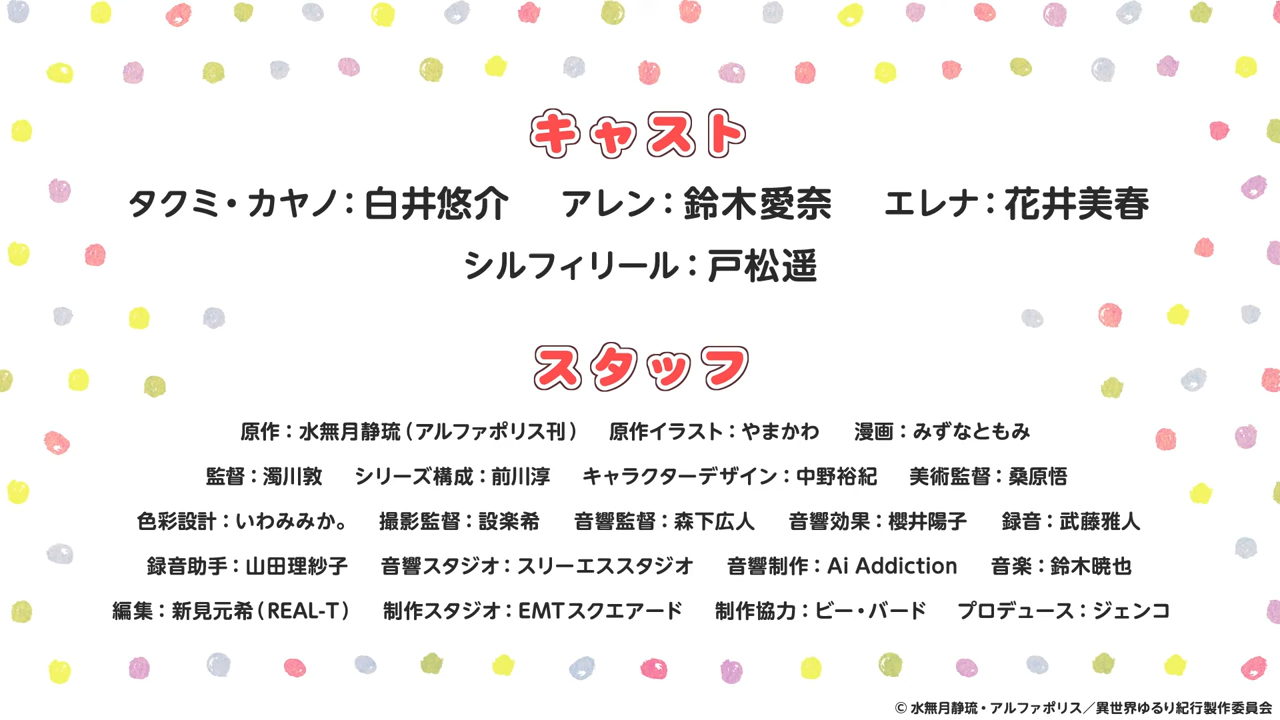 キャスト
タクミ・カヤノ：白井悠介　アレン：鈴木愛奈　エレナ：花井美春
シルフィリール：戸松遥
スタッフ
原作：水無月静琉（アルファポリス刊）　原作イラスト：やまかわ　漫画：みずなともみ
監督：濁川敦　シリーズ構成：前川淳　キャラクターデザイン：中野裕紀　美術監督：桑原悟
色彩設計：いわみみか。　撮影監督：設楽希　音響監督：森下広人　音響効果：櫻井陽子　録音：武藤雅人
録音助手：山田理紗子　音響スタジオ：スリーエススタジオ　音響制作：Ai Addiction　音楽：鈴木暁也
編集：新見元希（REAL-T）　制作スタジオ：EMTスクエアード　制作協力：ビー・バード　プロデュース：ジェンコ
© 水無月静琉・アルファポリス／異世界ゆるり紀行製作委員会